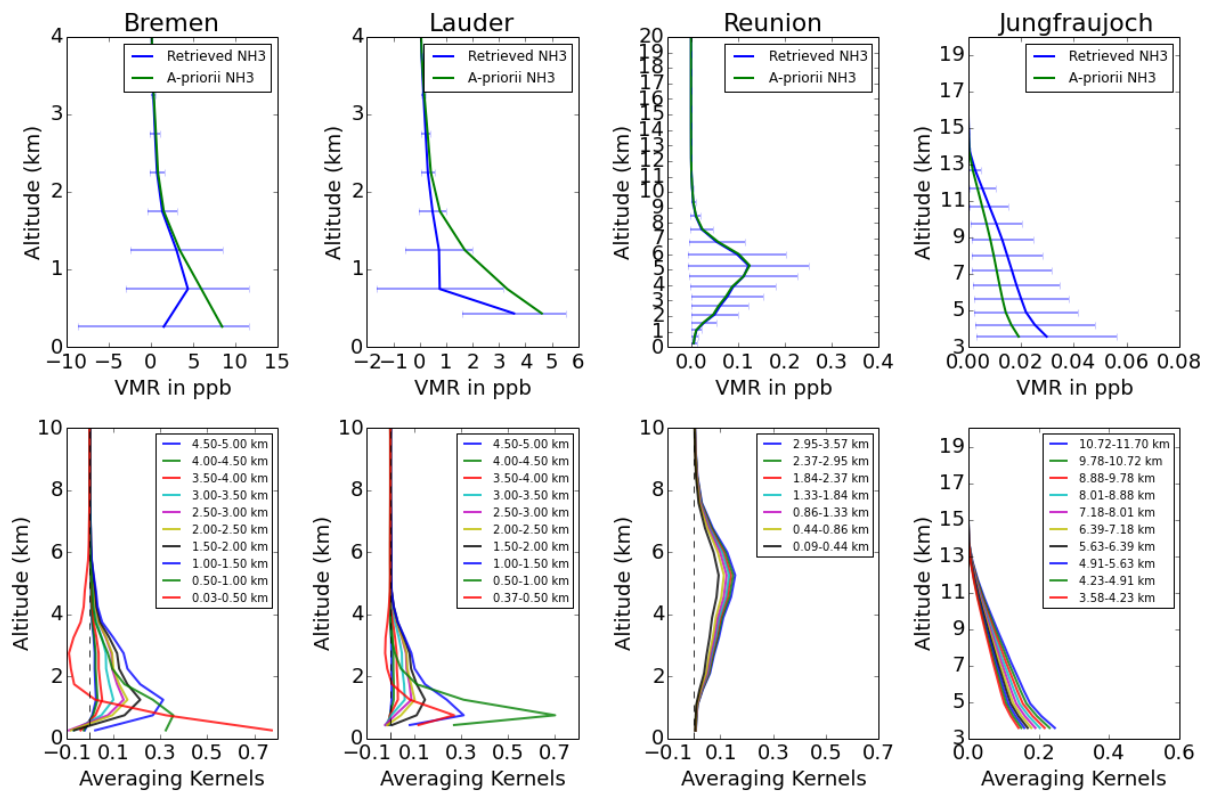 Bremen
Lauder
Reunion
Jungfraujoch
4
3
2
1
0
Altitude (km)
−10 −5 0 5 10 15
VMR in ppb
Retrieved NH3
A-priorii NH3
4
3
2
1
0
Altitude (km)
−2 −1 0 1 2 3 4 5 6
VMR in ppb
Retrieved NH3
A-priorii NH3
20
19
18
17
16
15
14
13
12
11
10
9
8
7
6
5
4
3
2
1
0
Altitude (km)
0.0 0.1 0.2 0.3 0.4
VMR in ppb
Retrieved NH3
A-priorii NH3
19
17
15
13
11
9
7
5
3
Altitude (km)
0.00 0.02 0.04 0.06 0.08
VMR in ppb
Retrieved NH3
A-priorii NH3
10
8
6
4
2
0
Altitude (km)
−0.1 0.1 0.3 0.5 0.7
Averaging Kernels
4.50-5.00 km
4.00-4.50 km
3.50-4.00 km
3.00-3.50 km
2.50-3.00 km
2.00-2.50 km
1.50-2.00 km
1.00-1.50 km
0.50-1.00 km
0.03-0.50 km
10
8
6
4
2
0
Altitude (km)
−0.1 0.1 0.3 0.5 0.7
Averaging Kernels
4.50-5.00 km
4.00-4.50 km
3.50-4.00 km
3.00-3.50 km
2.50-3.00 km
2.00-2.50 km
1.50-2.00 km
1.00-1.50 km
0.50-1.00 km
0.37-0.50 km
10
8
6
4
2
0
Altitude (km)
−0.1 0.1 0.3 0.5 0.7
Averaging Kernels
2.95-3.57 km
2.37-2.95 km
1.84-2.37 km
1.33-1.84 km
0.86-1.33 km
0.44-0.86 km
0.09-0.44 km
19
17
15
13
11
9
7
5
3
Altitude (km)
0.0 0.2 0.4 0.6
Averaging Kernels
10.72-11.70 km
9.78-10.72 km
8.88-9.78 km
8.01-8.88 km
7.18-8.01 km
6.39-7.18 km
5.63-6.39 km
4.91-5.63 km
4.23-4.91 km
3.58-4.23 km